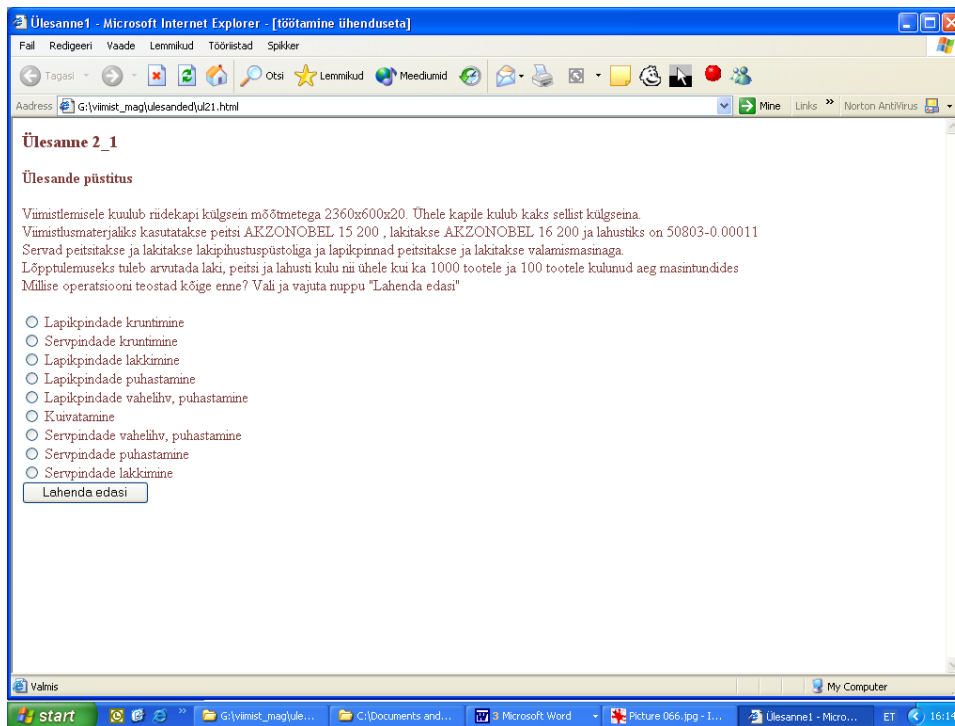 Ülesanne1 - Microsoft Internet Explorer - [töötamine ühenduseta]
Fail Redigeeri Vaade Lemmikud Tööriistad Spikker
Tagasi Otsi Lemmikud Meediumid
Aadress G:\viimist_mag\ulesanded\ul21.html Mine Links » Norton AntiVirus
Ülesanne 2_1
Ülesande püstitus
Viimistlemisele kuulub riidekapi külgsein mõõtmetega 2360x600x20. Ühele kapile kulub kaks sellist külgseina.
Viimistlusmaterjaliks kasutatakse peitsi AKZONOBEL 15 200 , lakitakse AKZONOBEL 16 200 ja lahustiks on 50803-0.00011
Servad peitsitakse ja lakitakse lakipihustuspüstoliga ja lapikpinnad peitsitakse ja lakitakse valamismasinaga.
Lõpptulemuseks tuleb arvutada laki, peitsi ja lahusti kulu nii ühele kui ka 1000 tootele ja 100 tootele kulunud aeg masintundides
Millise operatsiooni teostad kõige enne? Vali ja vajuta nuppu "Lahenda edasi"
Lapikpindade kruntimine
Servpindade kruntimine
Lapikpindade lakkimine
Lapikpindade puhastamine
Lapikpindade vahelihv, puhastamine
Kuivatamine
Servpindade vahelihv, puhastamine
Servpindade puhastamine
Servpindade lakkimine
Lahenda edasi
Valmis My Computer
start » G:\viimist_mag\ule... C:\Documents and... 3 Microsoft Word Picture 066.jpg - I... Ülesanne1 - Micro... ET 16:14